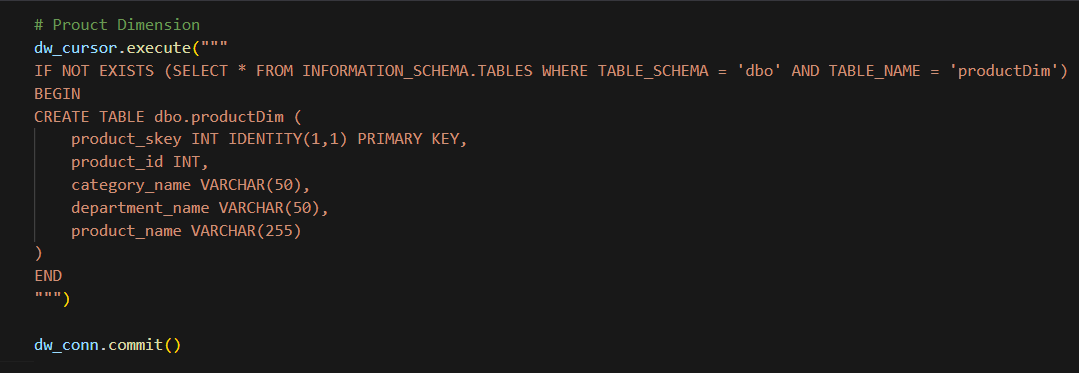 # Prouct Dimension
dw_cursor.execute("""
IF NOT EXISTS (SELECT * FROM INFORMATION_SCHEMA.TABLES WHERE TABLE_SCHEMA = 'dbo' AND TABLE_NAME = 'productDim')
BEGIN
CREATE TABLE dbo.productDim (
    product_skey INT IDENTITY(1,1) PRIMARY KEY,
    product_id INT,
    category_name VARCHAR(50),
    department_name VARCHAR(50),
    product_name VARCHAR(255)
)
END
""")
dw_conn.commit()